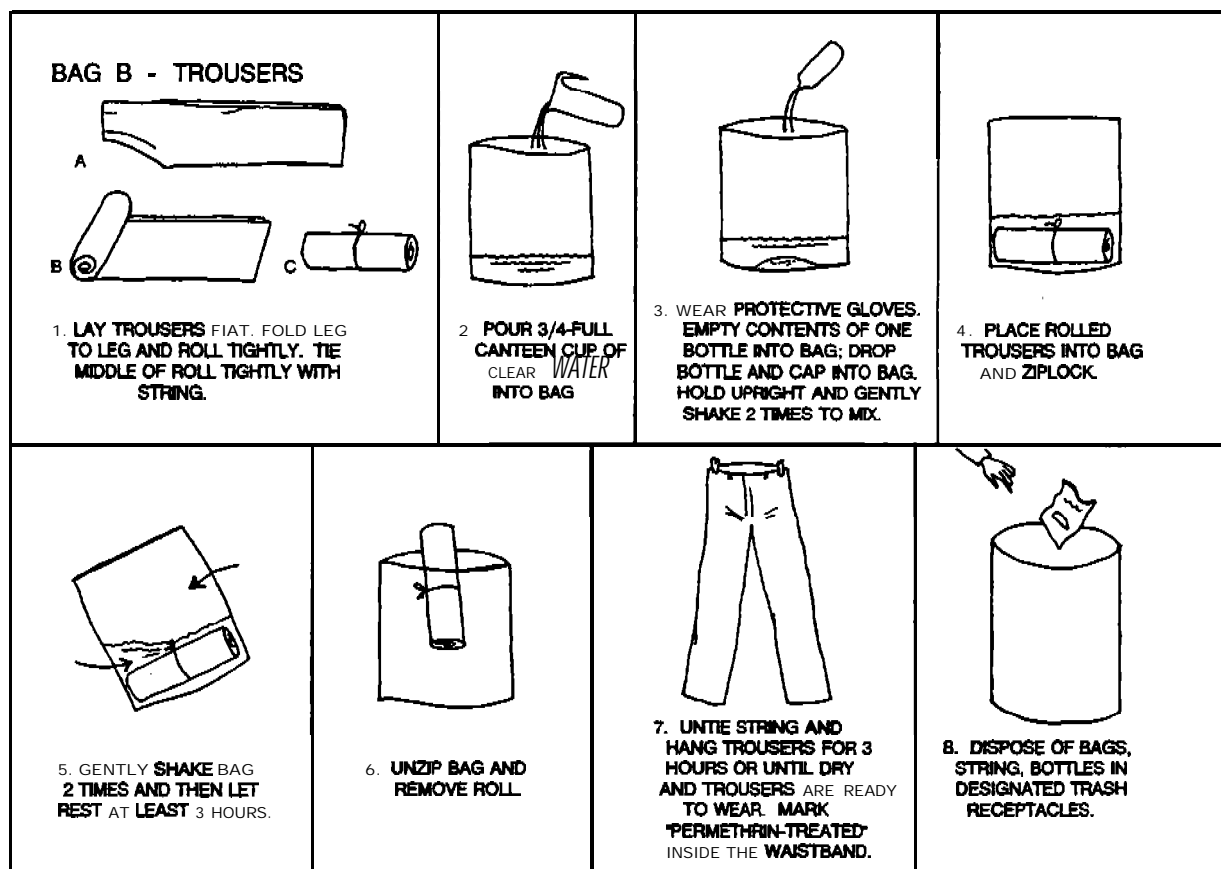 BAG B - TROUSERS
A
B
C
1. LAY TROUSERS FIAT. FOLD LEG
TO LEG AND ROLL TIGHTLY. TIE
MIDDLE OF ROLL TIGHTLY WITH
STRING.
2 POUR 3/4-FULL
CANTEEN CUP OF
CLEAR WATER
INTO BAG
3. WEAR PROTECTIVE GLOVES.
EMPTY CONTENTS OF ONE
BOTTLE INTO BAG; DROP
BOTTLE AND CAP INTO BAG.
HOLD UPRIGHT AND GENTLY
SHAKE 2 TIMES TO MIX.
4. PLACE ROLLED
TROUSERS INTO BAG
AND ZIPLOCK.
5. GENTLY SHAKE BAG
2 TIMES AND THEN LET
REST AT LEAST 3 HOURS.
6. UNZIP BAG AND
REMOVE ROLL
7. UNTIE STRING AND
HANG TROUSERS FOR 3
HOURS OR UNTIL DRY
AND TROUSERS ARE READY
TO WEAR. MARK
"PERMETHRIN-TREATED"
INSIDE THE WAISTBAND.
8. DISPOSE OF BAGS,
STRING, BOTTLES IN
DESIGNATED TRASH
RECEPTACLES.